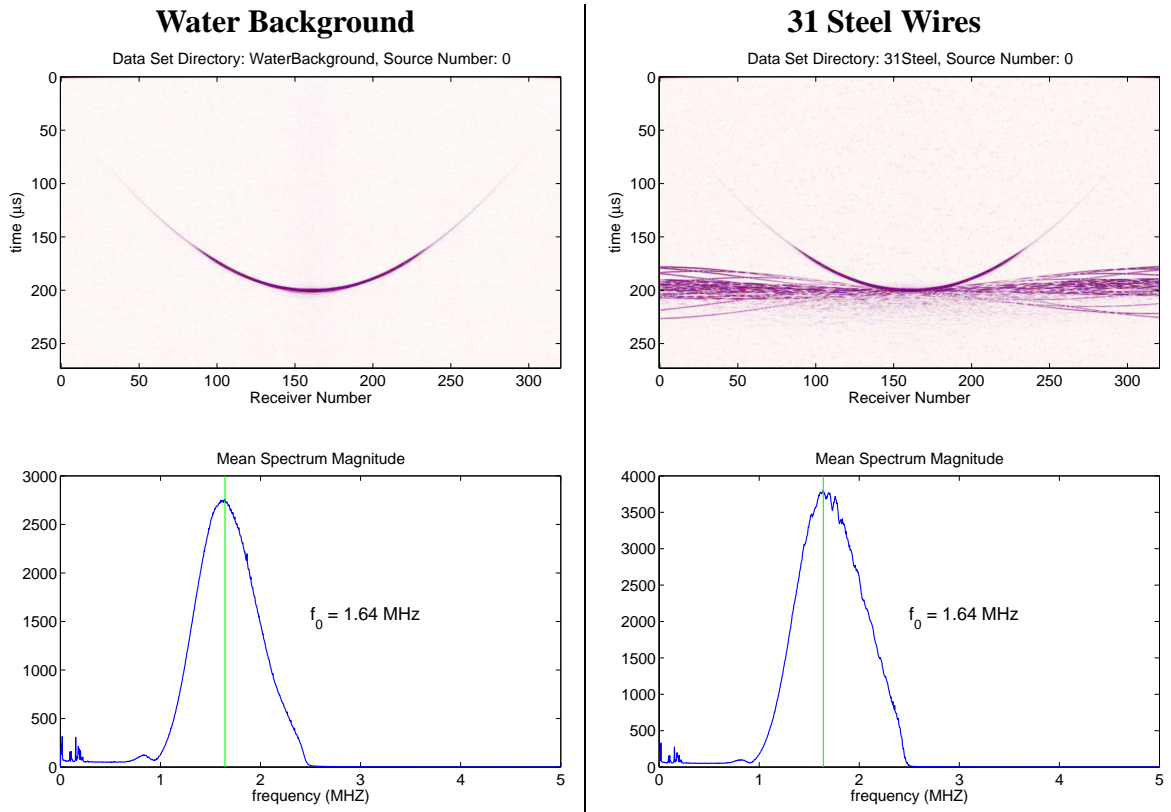 Water Background
Data Set Directory: WaterBackground, Source Number: 0
0
50
100
150
200
250
time (µs)
0 50 100 150 200 250 300
Receiver Number
Mean Spectrum Magnitude
3000
2500
2000
1500
1000
500
0
f0 = 1.64 MHz
0 1 2 3 4 5
frequency (MHZ)
31 Steel Wires
Data Set Directory: 31Steel, Source Number: 0
0
50
100
150
200
250
time (µs)
0 50 100 150 200 250 300
Receiver Number
Mean Spectrum Magnitude
4000
3500
3000
2500
2000
1500
1000
500
0
f0 = 1.64 MHz
0 1 2 3 4 5
frequency (MHZ)